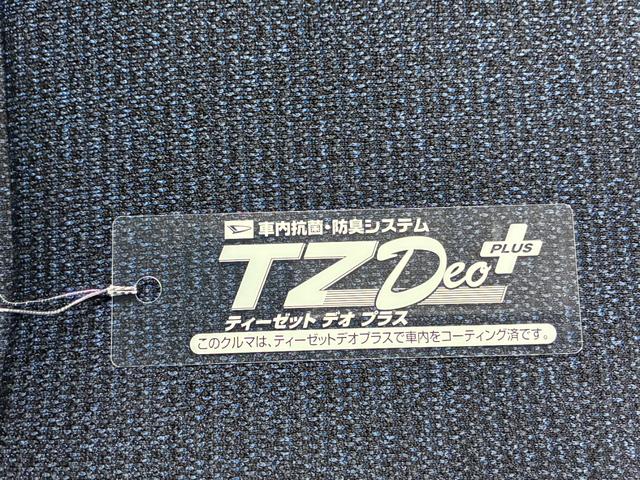 車内抗菌・防臭システム
TZ Deo PLUS
ティーゼット デオ プラス
このクルマは、ティーゼットデオプラスで車内をコーティング済です。